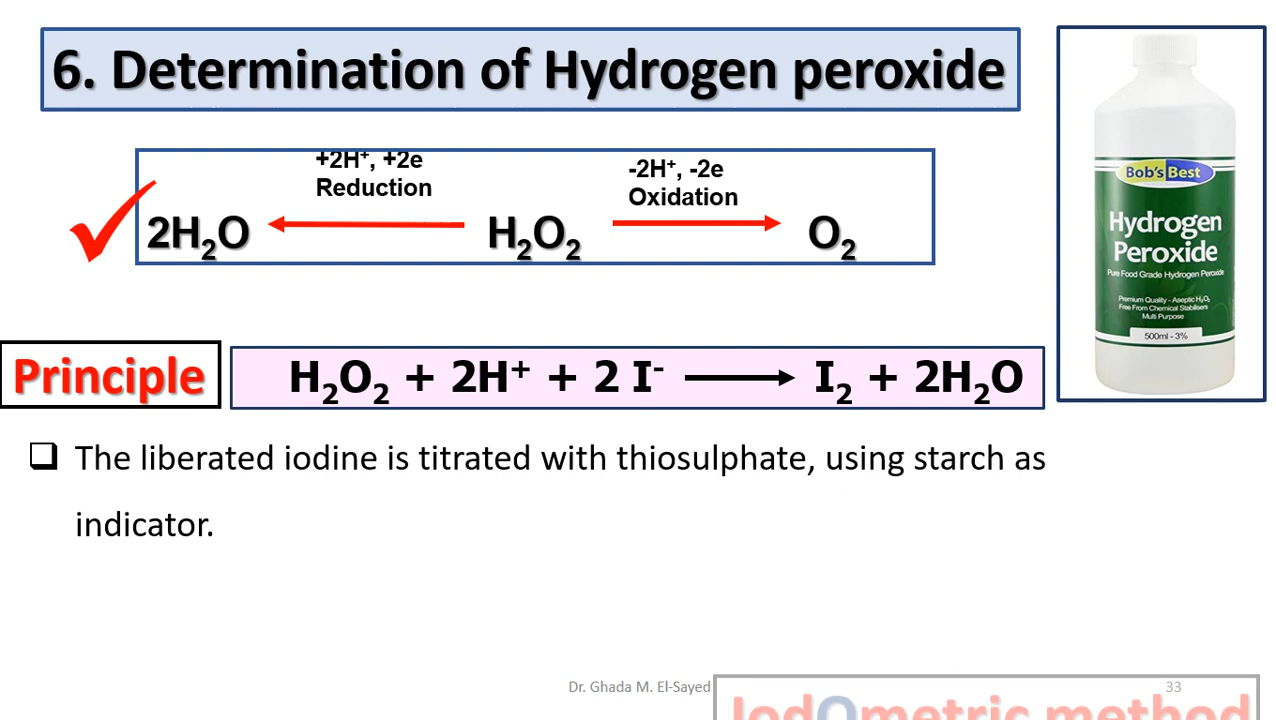 6. Determination of Hydrogen peroxide
+2H⁺, +2e
Reduction
-2H⁺, -2e
Oxidation
2H₂O
H₂O₂
O₂
Bob's Best
Hydrogen
Peroxide
Pure Food Grade Hydrogen Peroxide
Premium Quality - Aseptic H₂O₂
Free From Chemical Stabilisers
Multi Purpose
500ml - 3%
Principle
H₂O₂ + 2H⁺ + 2 I⁻ ⟶ I₂ + 2H₂O
❑ The liberated iodine is titrated with thiosulphate, using starch as
indicator.
Dr. Ghada M. El-Sayed
33
IodOmetric method